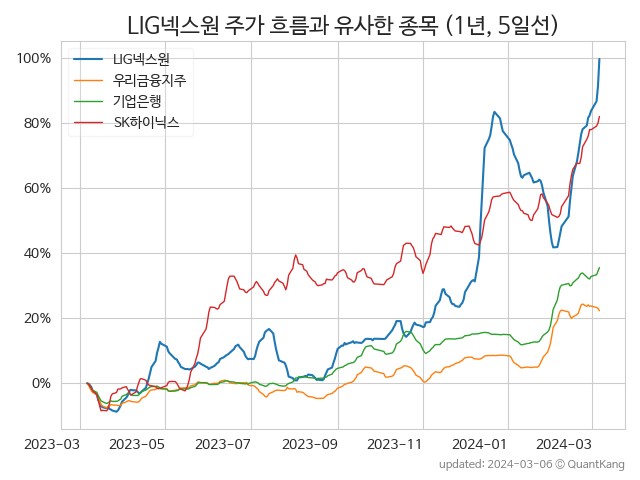 LIG넥스원 주가 흐름과 유사한 종목 (1년, 5일선)
LIG넥스원
우리금융지주
기업은행
SK하이닉스
100%
80%
60%
40%
20%
0%
2023-03 2023-05 2023-07 2023-09 2023-11 2024-01 2024-03
updated: 2024-03-06 © QuantKang